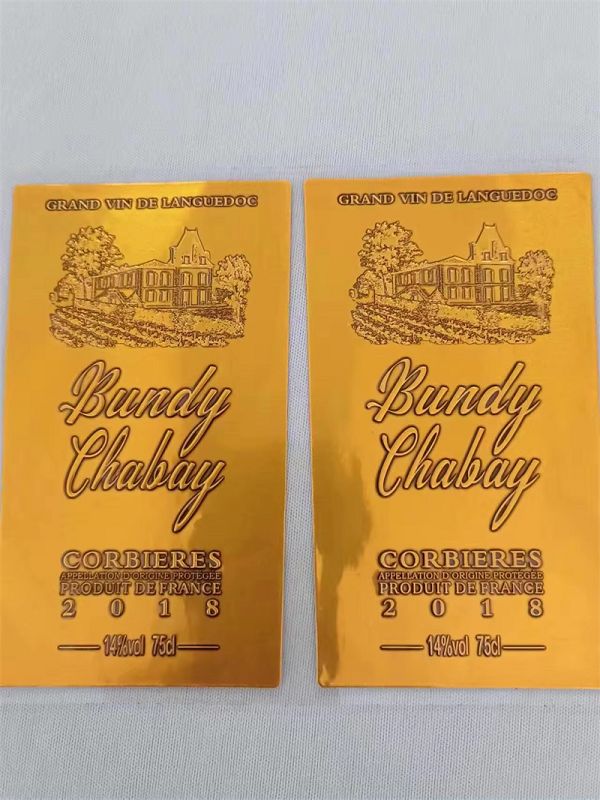 GRAND VIN DE LANGUEDOC
Bundy
Chabay
CORBIERES
APPELLATION D'ORIGINE PROTEGEE
PRODUIT DE FRANCE
2018
14%vol 75cl
GRAND VIN DE LANGUEDOC
Bundy
Chabay
CORBIERES
APPELLATION D'ORIGINE PROTEGEE
PRODUIT DE FRANCE
2018
14%vol 75cl